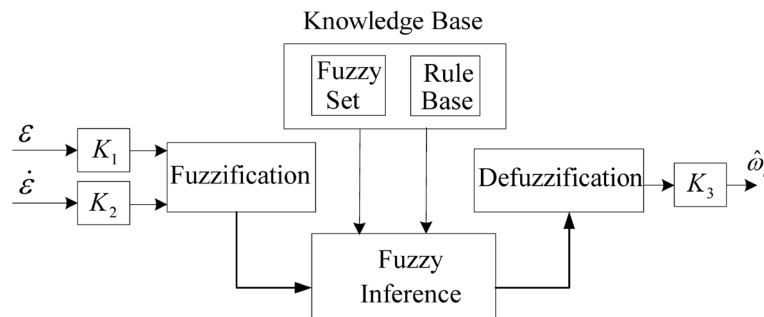 Knowledge Base
Fuzzy
Set
Rule
Base
ε
K₁
ε̇
K₂
Fuzzification
Defuzzification
K₃
ω̂
Fuzzy
Inference